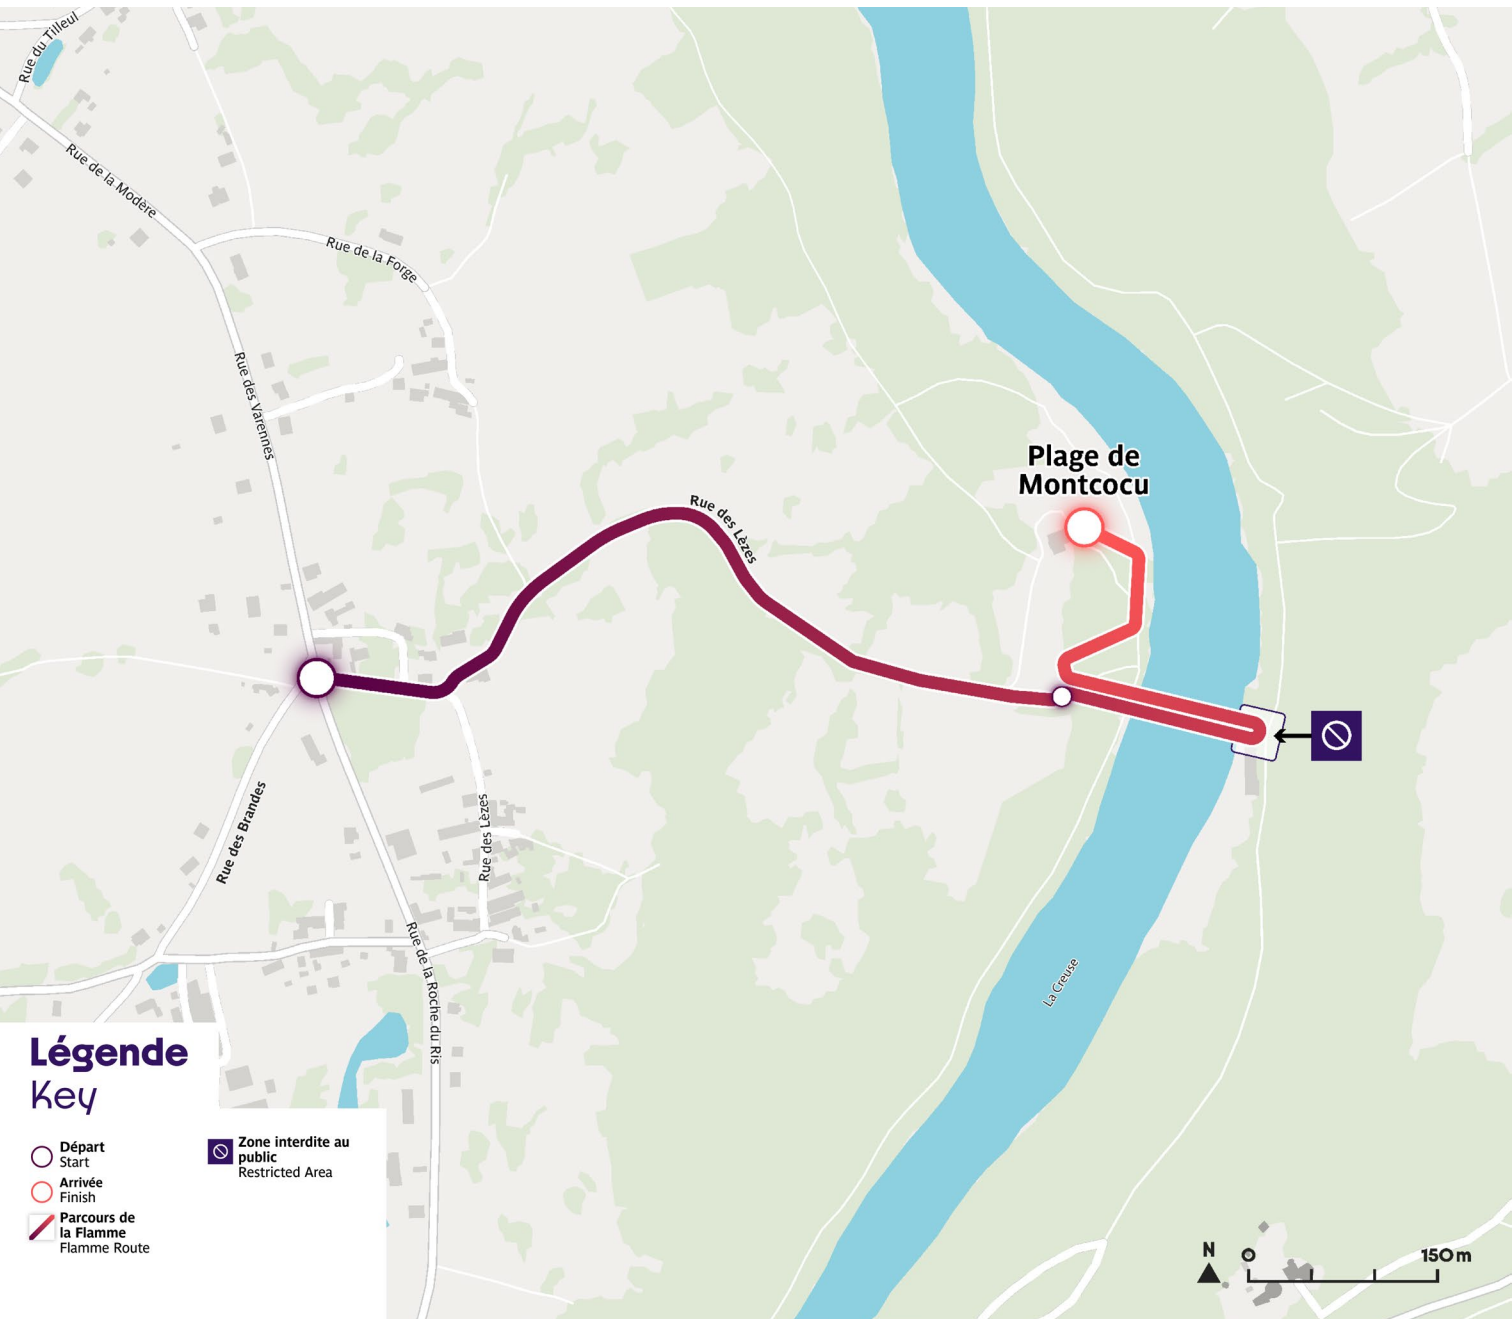 Rue du Tilleul
Rue de la Modère
Rue de la Forge
Rue des Varennes
Plage de
Montcocu
Rue des Lèzes
Rue des Brandes
Rue des Lèzes
Rue de la Roche du Ris
La Creuse
Légende
Key
Départ
Start
Arrivée
Finish
Parcours de
la Flamme
Flamme Route
Zone interdite au
public
Restricted Area
N
0 150m